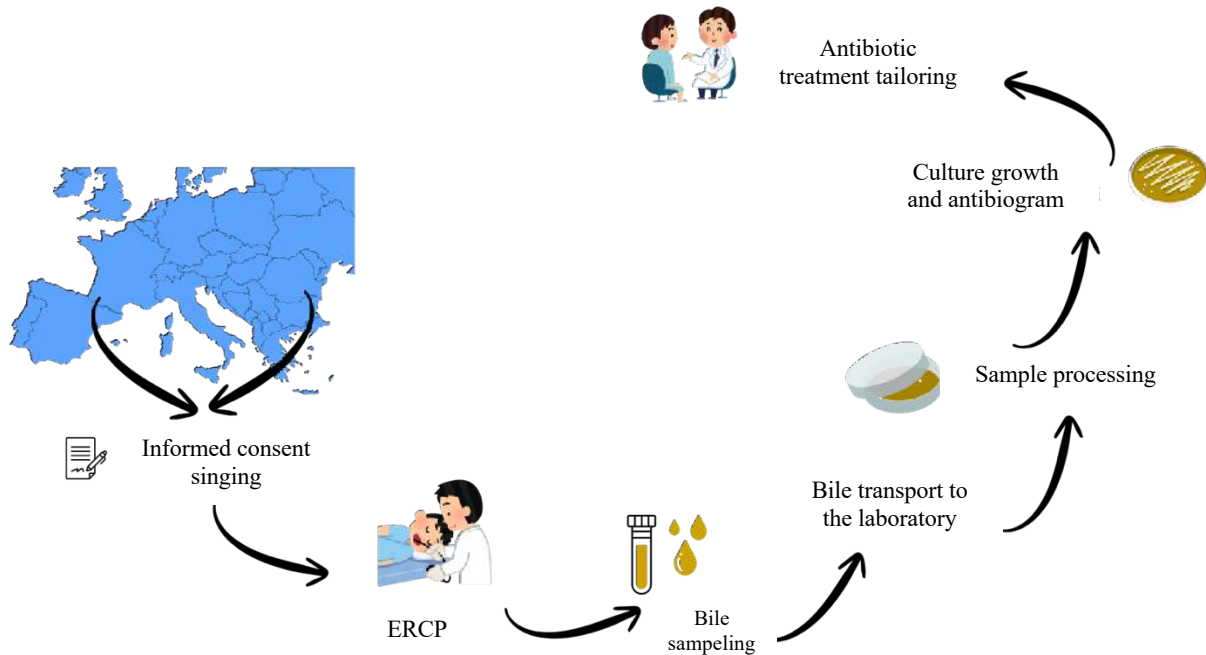 Informed consent
singing
ERCP
Bile
sampeling
Bile transport to
the laboratory
Sample processing
Culture growth
and antibiogram
Antibiotic
treatment tailoring